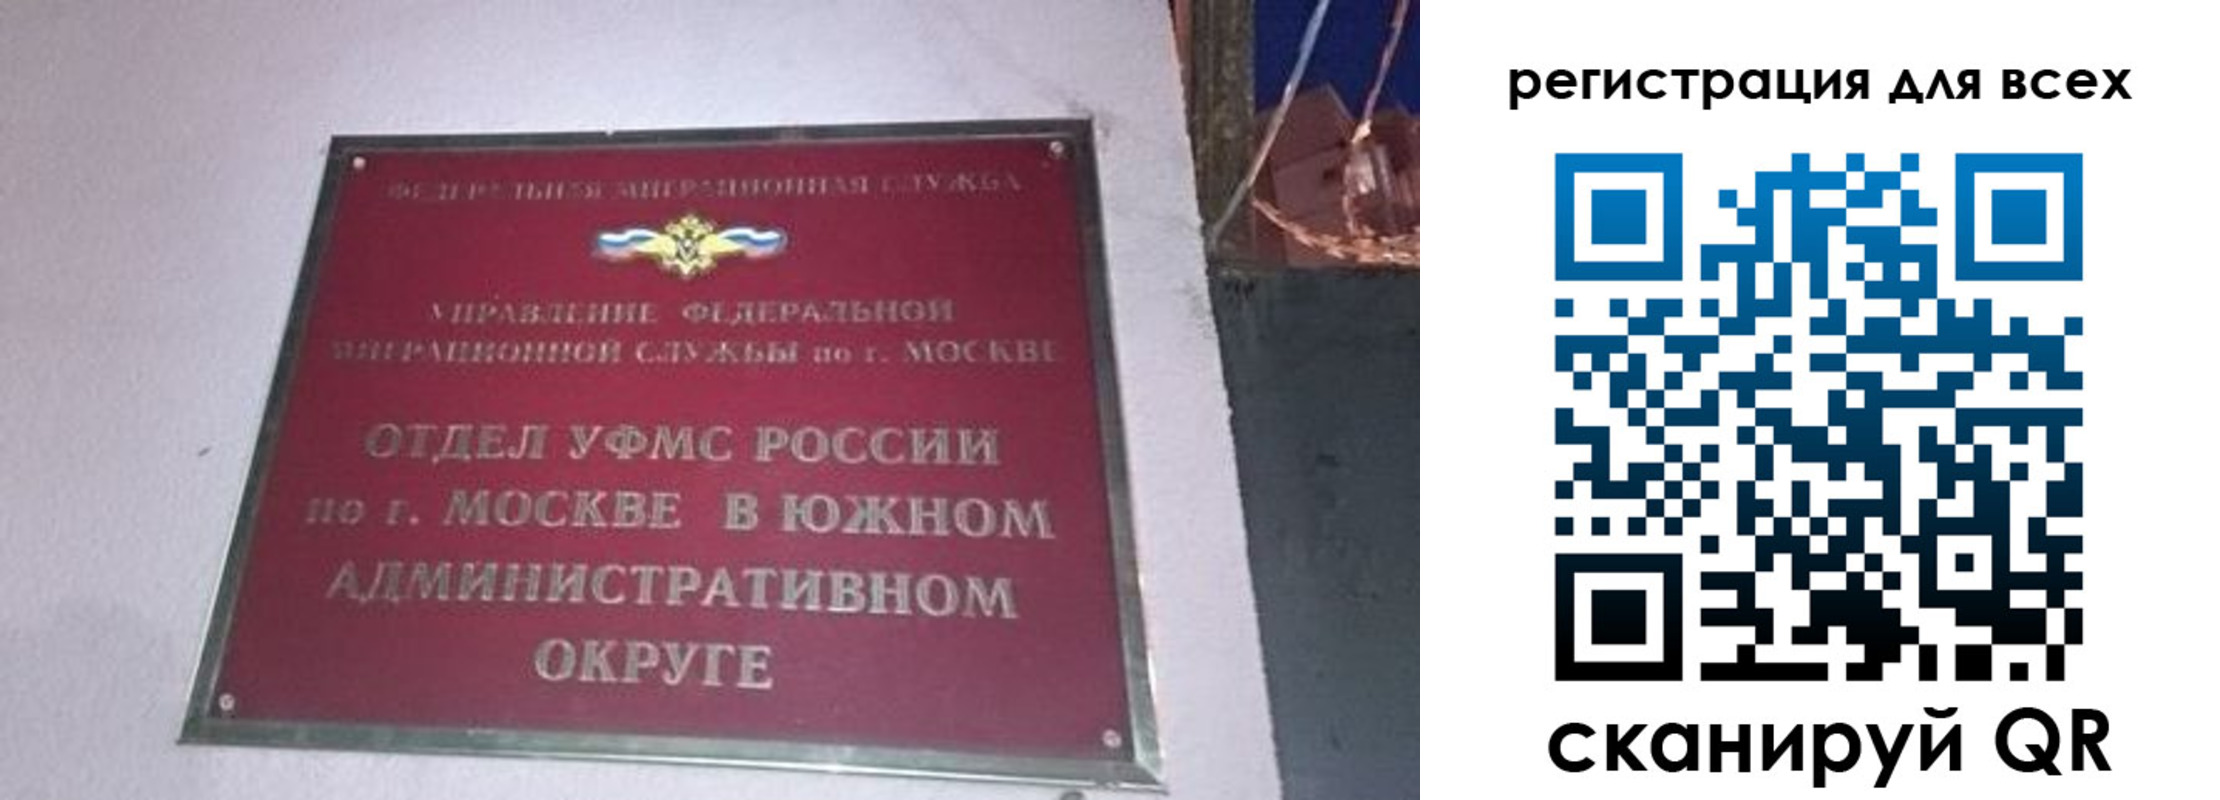 ФЕДЕРАЛЬНАЯ МИГРАЦИОННАЯ СЛУЖБА
УПРАВЛЕНИЕ ФЕДЕРАЛЬНОЙ
МИГРАЦИОННОЙ СЛУЖБЫ по г. МОСКВЕ
ОТДЕЛ УФМС РОССИИ
по г. МОСКВЕ В ЮЖНОМ
АДМИНИСТРАТИВНОМ
ОКРУГЕ
регистрация для всех
сканируй QR